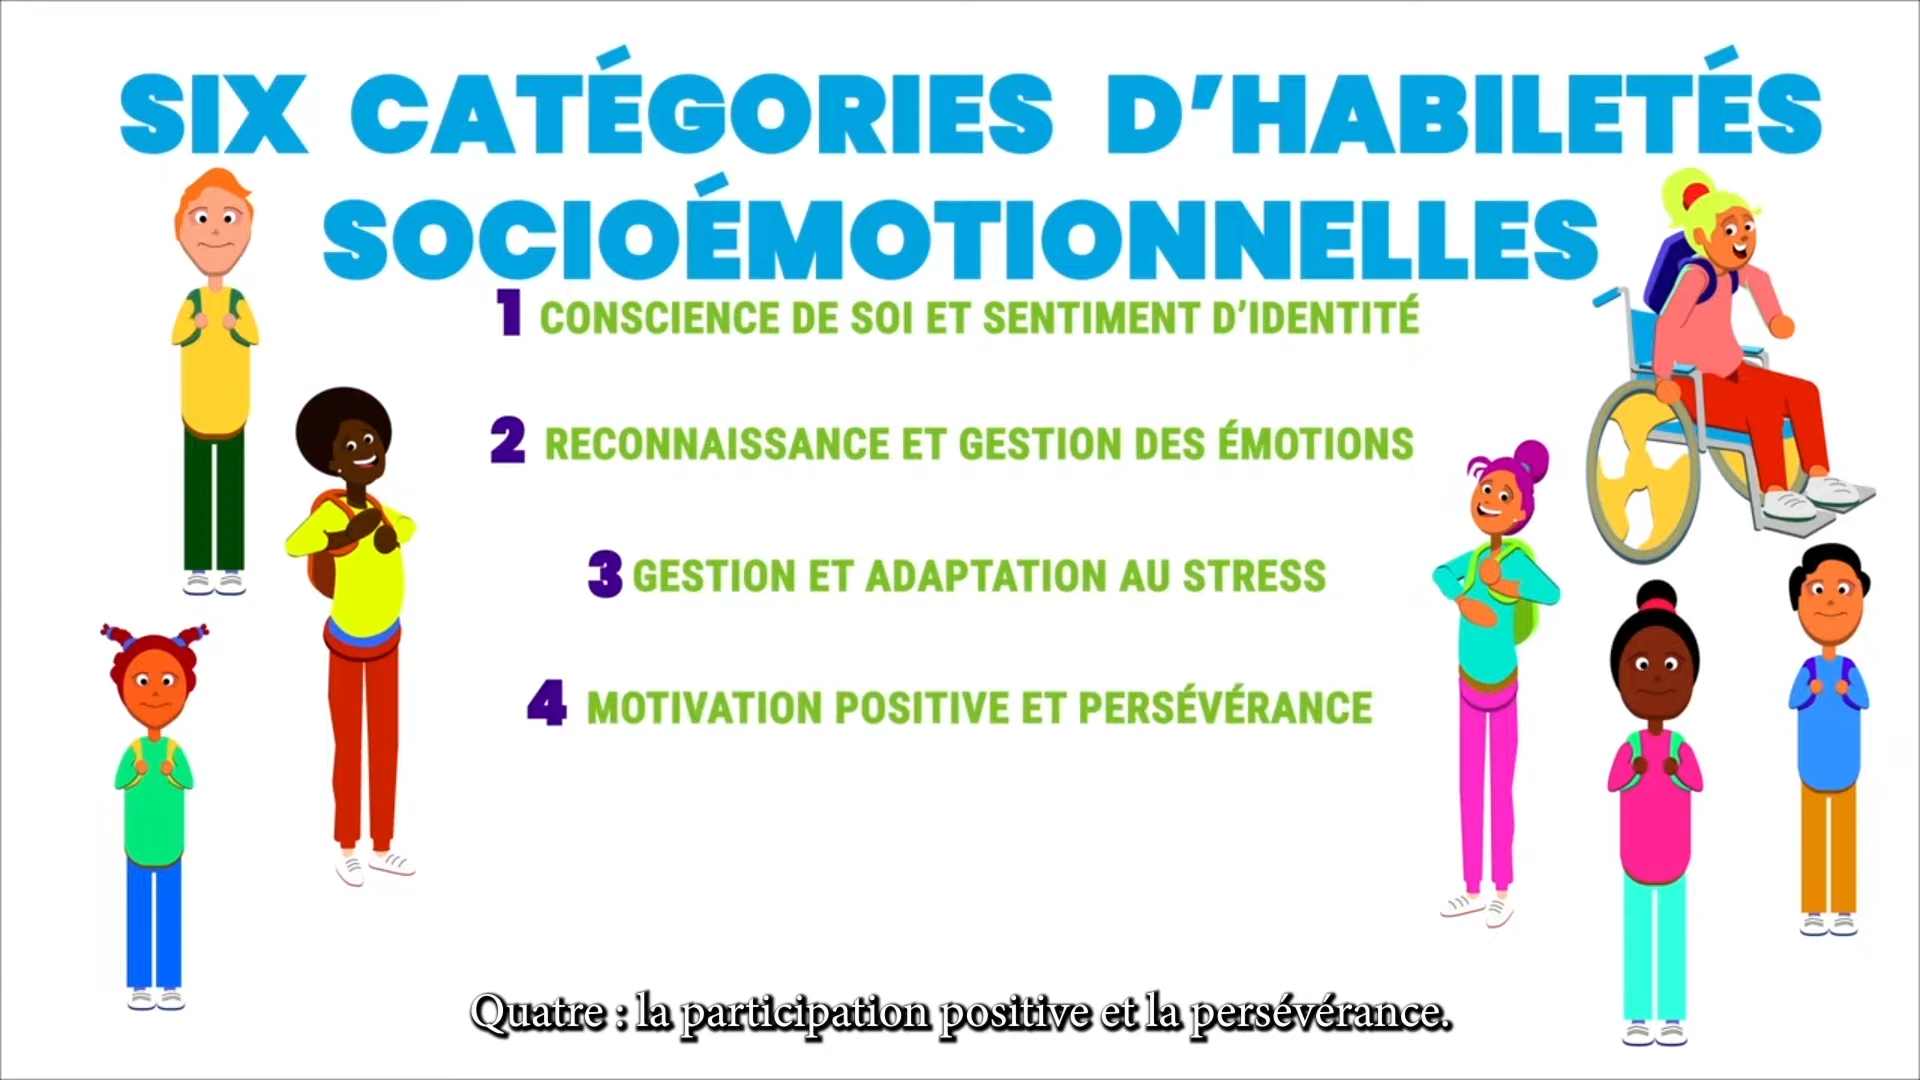 SIX CATÉGORIES D’HABILETÉS
SOCIOÉMOTIONNELLES
1 CONSCIENCE DE SOI ET SENTIMENT D’IDENTITÉ
2 RECONNAISSANCE ET GESTION DES ÉMOTIONS
3 GESTION ET ADAPTATION AU STRESS
4 MOTIVATION POSITIVE ET PERSÉVÉRANCE
Quatre : la participation positive et la persévérance.